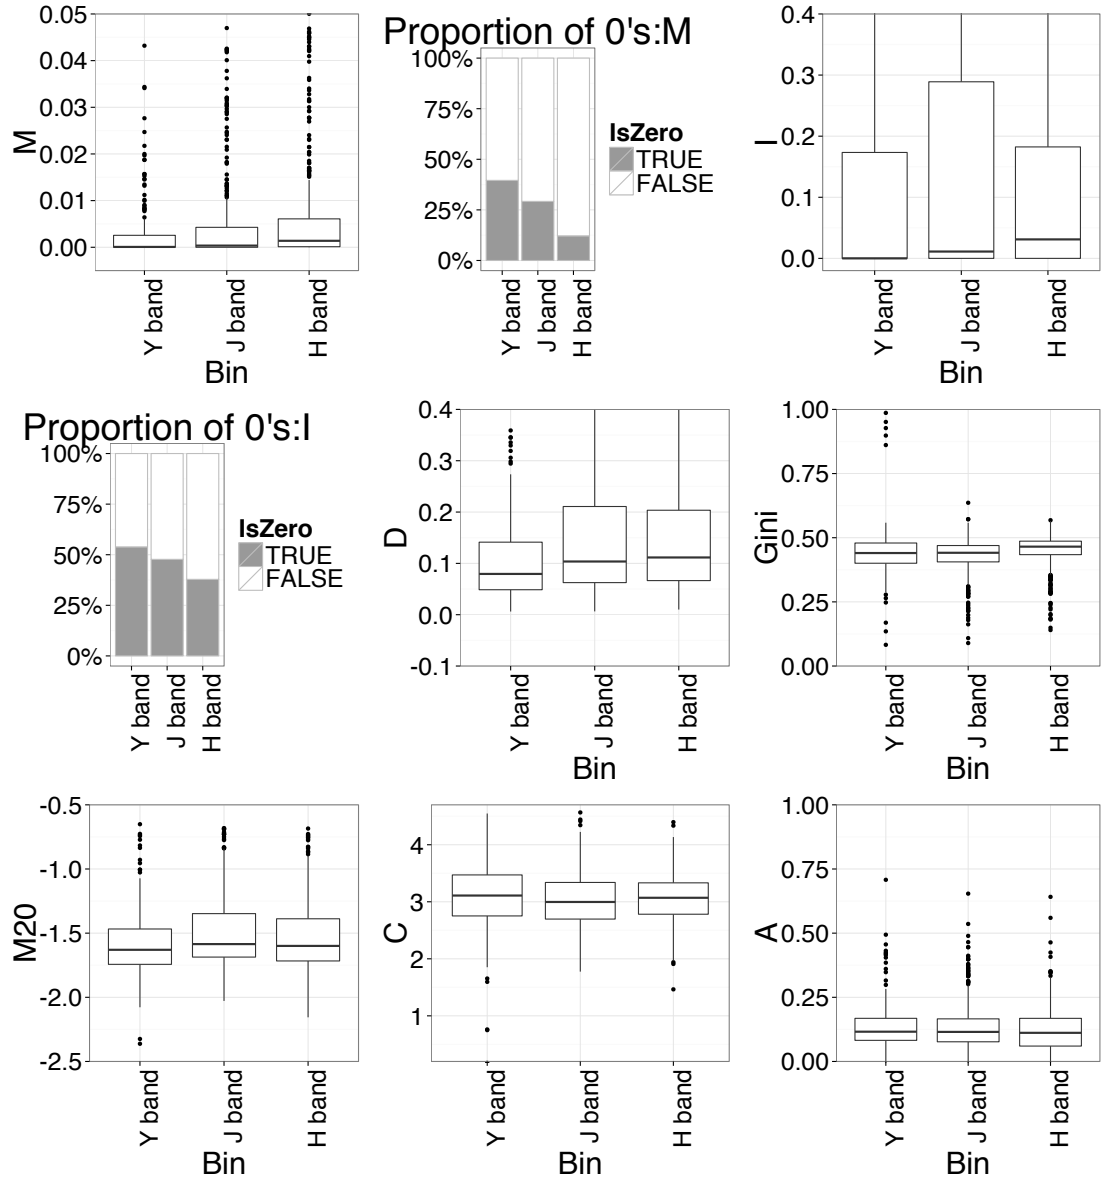 M
0.05
0.04
0.03
0.02
0.01
0.00
Y band
J band
H band
Bin
Proportion of 0's:M
100%
75%
50%
25%
0%
Y band
J band
H band
IsZero
TRUE
FALSE
I
0.4
0.3
0.2
0.1
0.0
Y band
J band
H band
Bin
Proportion of 0's:I
100%
75%
50%
25%
0%
Y band
J band
H band
IsZero
TRUE
FALSE
D
0.4
0.3
0.2
0.1
0.0
-0.1
Y band
J band
H band
Bin
Gini
1.00
0.75
0.50
0.25
0.00
Y band
J band
H band
Bin
M20
-0.5
-1.0
-1.5
-2.0
-2.5
Y band
J band
H band
Bin
C
4
3
2
1
Y band
J band
H band
Bin
A
1.00
0.75
0.50
0.25
0.00
Y band
J band
H band
Bin